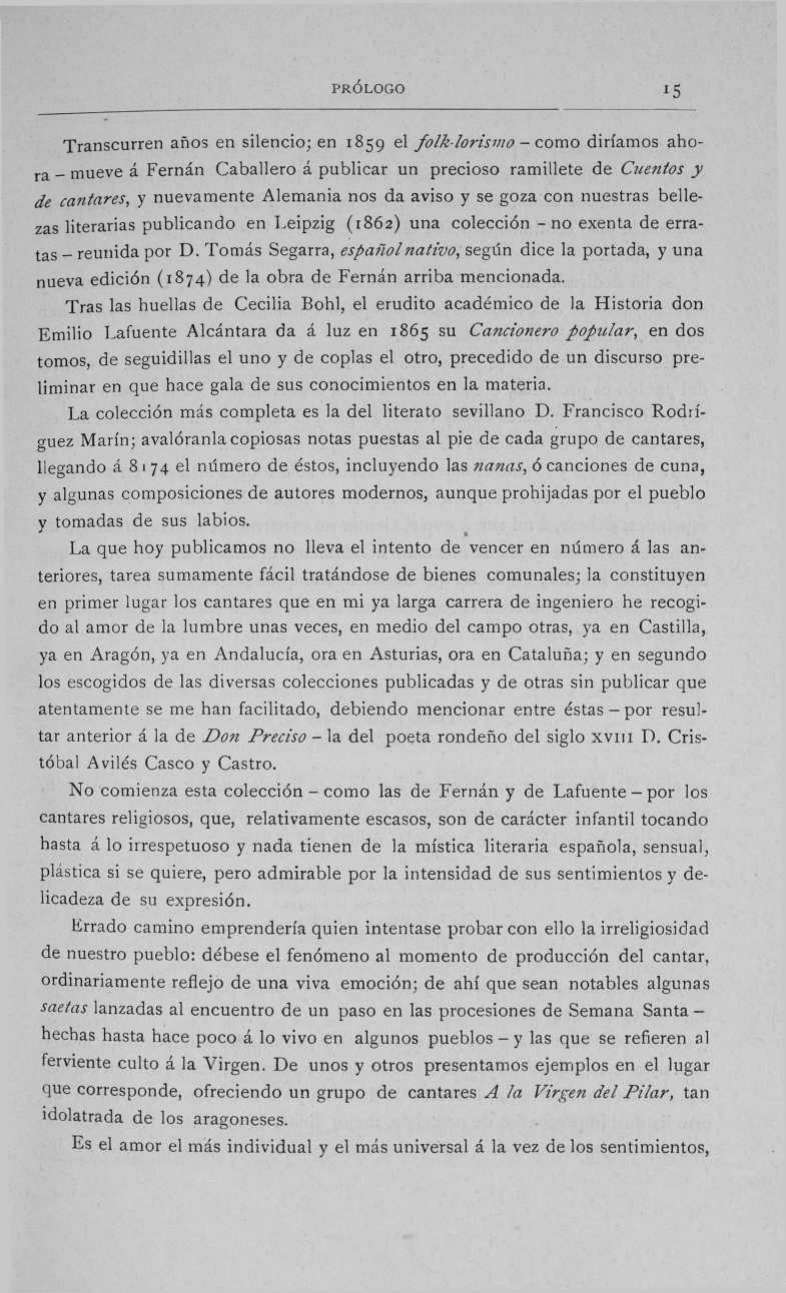 PRÓLOGO 15
Transcurren años en silencio; en 1859 el folk-lorismo – como diríamos aho-
ra – mueve á Fernán Caballero á publicar un precioso ramillete de Cuentos y
de cantares, y nuevamente Alemania nos da aviso y se goza con nuestras belle-
zas literarias publicando en Leipzig (1862) una colección – no exenta de erra-
tas – reunida por D. Tomás Segarra, español nativo, según dice la portada, y una
nueva edición (1874) de la obra de Fernán arriba mencionada.
Tras las huellas de Cecilia Bohl, el erudito académico de la Historia don
Emilio Lafuente Alcántara da á luz en 1865 su Cancionero popular, en dos
tomos, de seguidillas el uno y de coplas el otro, precedido de un discurso pre-
liminar en que hace gala de sus conocimientos en la materia.
La colección más completa es la del literato sevillano D. Francisco Rodrí-
guez Marín; avalóranla copiosas notas puestas al pie de cada grupo de cantares,
llegando á 8174 el número de éstos, incluyendo las nanas, ó canciones de cuna,
y algunas composiciones de autores modernos, aunque prohijadas por el pueblo
y tomadas de sus labios.
La que hoy publicamos no lleva el intento de vencer en número á las an-
teriores, tarea sumamente fácil tratándose de bienes comunales; la constituyen
en primer lugar los cantares que en mi ya larga carrera de ingeniero he recogi-
do al amor de la lumbre unas veces, en medio del campo otras, ya en Castilla,
ya en Aragón, ya en Andalucía, ora en Asturias, ora en Cataluña; y en segundo
los escogidos de las diversas colecciones publicadas y de otras sin publicar que
atentamente se me han facilitado, debiendo mencionar entre éstas – por resul-
tar anterior á la de Don Preciso – la del poeta rondeño del siglo XVIII D. Cris-
tóbal Avilés Casco y Castro.
No comienza esta colección – como las de Fernán y de Lafuente – por los
cantares religiosos, que, relativamente escasos, son de carácter infantil tocando
hasta á lo irrespetuoso y nada tienen de la mística literaria española, sensual,
plástica si se quiere, pero admirable por la intensidad de sus sentimientos y de-
licadeza de su expresión.
Errado camino emprendería quien intentase probar con ello la irreligiosidad
de nuestro pueblo: débese el fenómeno al momento de producción del cantar,
ordinariamente reflejo de una viva emoción; de ahí que sean notables algunas
saetas lanzadas al encuentro de un paso en las procesiones de Semana Santa –
hechas hasta hace poco á lo vivo en algunos pueblos – y las que se refieren al
ferviente culto á la Virgen. De unos y otros presentamos ejemplos en el lugar
que corresponde, ofreciendo un grupo de cantares A la Virgen del Pilar, tan
idolatrada de los aragoneses.
Es el amor el más individual y el más universal á la vez de los sentimientos,